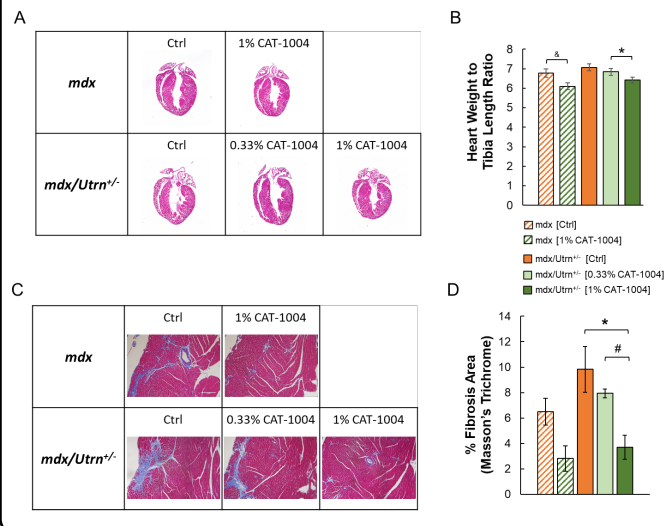 A
Ctrl
1% CAT-1004
mdx
Ctrl
0.33% CAT-1004
1% CAT-1004
mdx/Utrn+/-
B
Heart Weight to
Tibia Length Ratio
8
7
6
5
4
3
2
1
0
&
*
mdx [Ctrl]
mdx [1% CAT-1004]
mdx/Utrn+/- [Ctrl]
mdx/Utrn+/- [0.33% CAT-1004]
mdx/Utrn+/- [1% CAT-1004]
C
Ctrl
1% CAT-1004
mdx
Ctrl
0.33% CAT-1004
1% CAT-1004
mdx/Utrn+/-
D
% Fibrosis Area
(Masson's Trichrome)
14
12
10
8
6
4
2
0
*
#